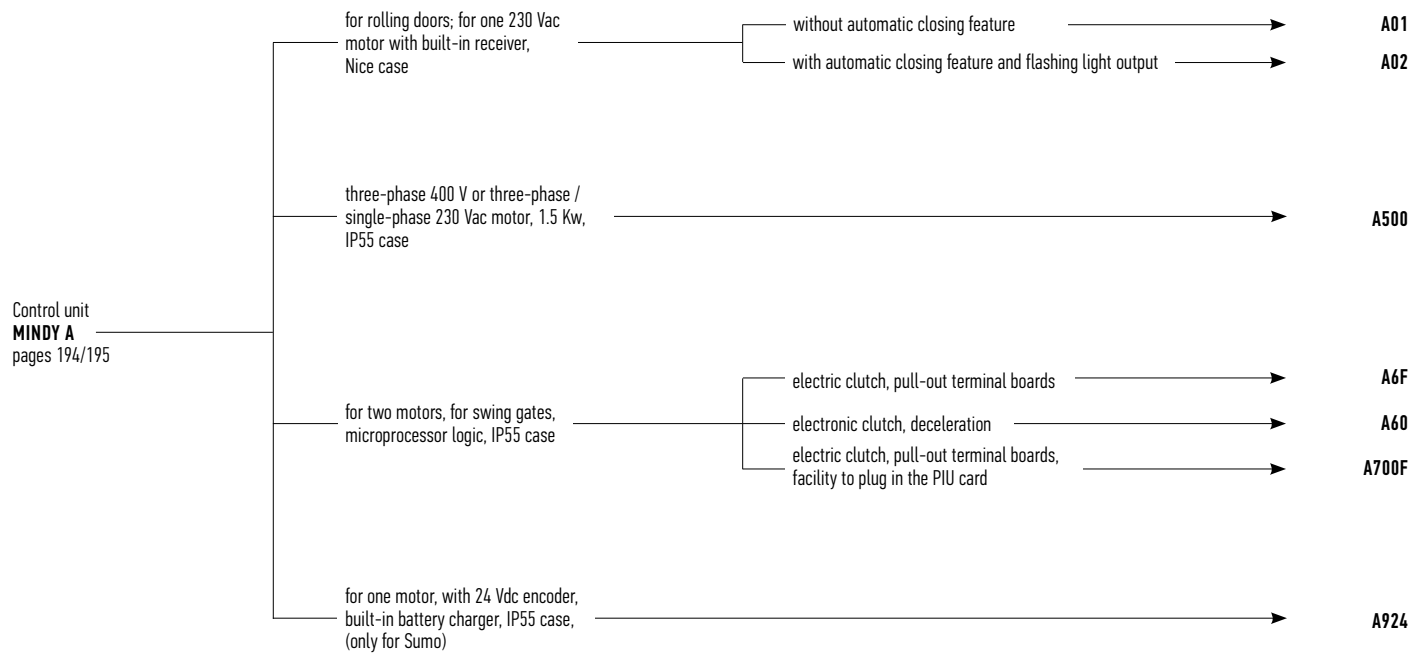 for rolling doors; for one 230 Vac
motor with built-in receiver,
Nice case
without automatic closing feature
A01
with automatic closing feature and flashing light output
A02
three-phase 400 V or three-phase /
single-phase 230 Vac motor, 1.5 Kw,
IP55 case
A500
Control unit
MINDY A
pages 194/195
for two motors, for swing gates,
microprocessor logic, IP55 case
electric clutch, pull-out terminal boards
A6F
electronic clutch, deceleration
A60
electric clutch, pull-out terminal boards,
facility to plug in the PIU card
A700F
for one motor, with 24 Vdc encoder,
built-in battery charger, IP55 case,
(only for Sumo)
A924